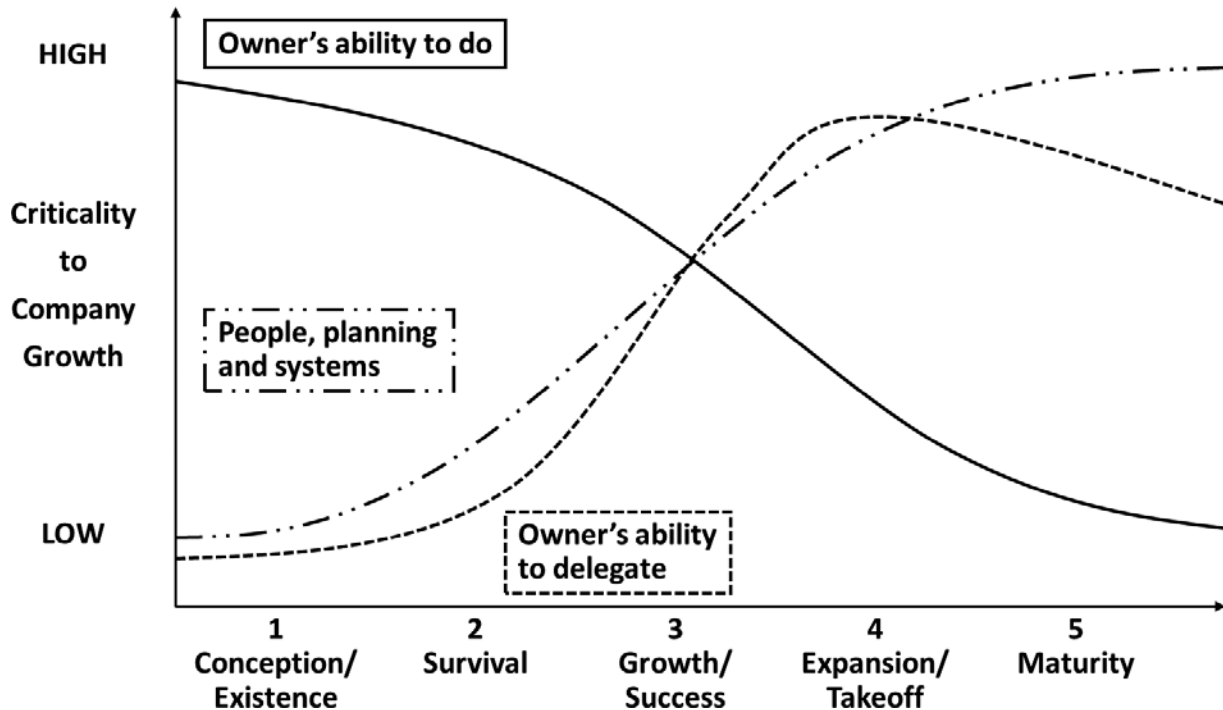 HIGH
Owner's ability to do
Criticality
to
Company
Growth
People, planning
and systems
LOW
Owner's ability
to delegate
1
Conception/
Existence
2
Survival
3
Growth/
Success
4
Expansion/
Takeoff
5
Maturity